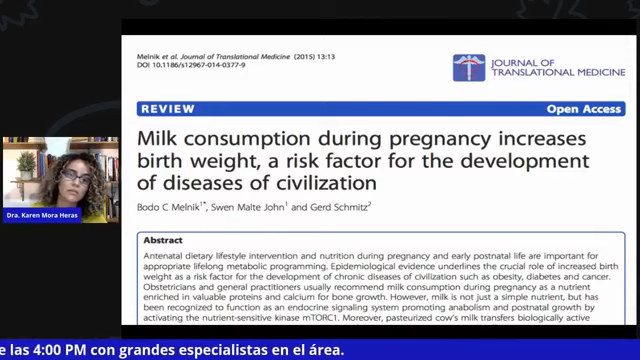 Melnik et al. Journal of Translational Medicine (2015) 13:13
DOI 10.1186/s12967-014-0377-9
JOURNAL OF
TRANSLATIONAL MEDICINE
REVIEW
Open Access
Milk consumption during pregnancy increases
birth weight, a risk factor for the development
of diseases of civilization
Bodo C Melnik1*, Swen Malte John1 and Gerd Schmitz2
Abstract
Antenatal dietary lifestyle intervention and nutrition during pregnancy and early postnatal life are important for
appropriate lifelong metabolic programming. Epidemiological evidence underlines the crucial role of increased birth
weight as a risk factor for the development of chronic diseases of civilization such as obesity, diabetes and cancer.
Obstetricians and general practitioners usually recommend milk consumption during pregnancy as a nutrient
enriched in valuable proteins and calcium for bone growth. However, milk is not just a simple nutrient, but has
been recognized to function as an endocrine signaling system promoting anabolism and postnatal growth by
activating the nutrient-sensitive kinase mTORC1. Moreover, pasteurized cow's milk transfers biologically active
Dra. Karen Mora Heras
e las 4:00 PM con grandes especialistas en el área.